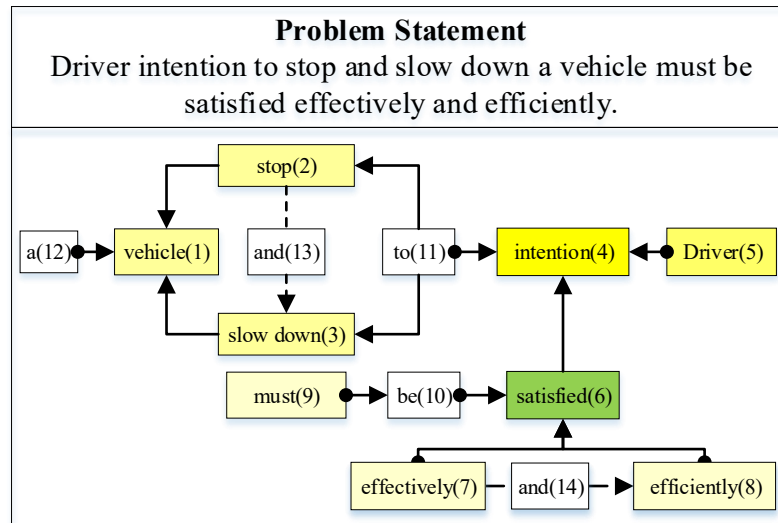 Problem Statement
Driver intention to stop and slow down a vehicle must be
satisfied effectively and efficiently.
stop(2)
a(12) vehicle(1) and(13) to(11) intention(4) Driver(5)
slow down(3)
must(9) be(10) satisfied(6)
effectively(7) and(14) efficiently(8)